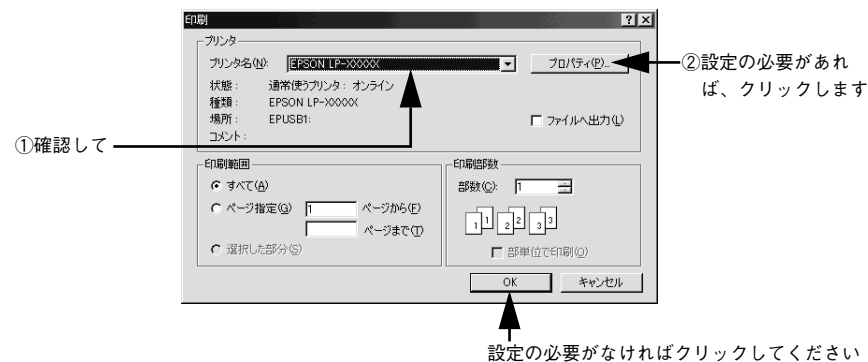 印刷
プリンタ
プリンタ名(N): EPSON LP-XXXXX プロパティ(P)...
状態: 通常使うプリンタ: オンライン
種類: EPSON LP-XXXXX
場所: EPUSB1:
コメント:
ファイルへ出力(L)
①確認して
②設定の必要があれ
ば、クリックします
印刷範囲
すべて(A)
ページ指定(G) 1 ページから(F)
ページまで(T)
選択した部分(S)
印刷部数
部数(C): 1
1 1 2 2 3 3
部単位で印刷(O)
OK キャンセル
設定の必要がなければクリックしてください